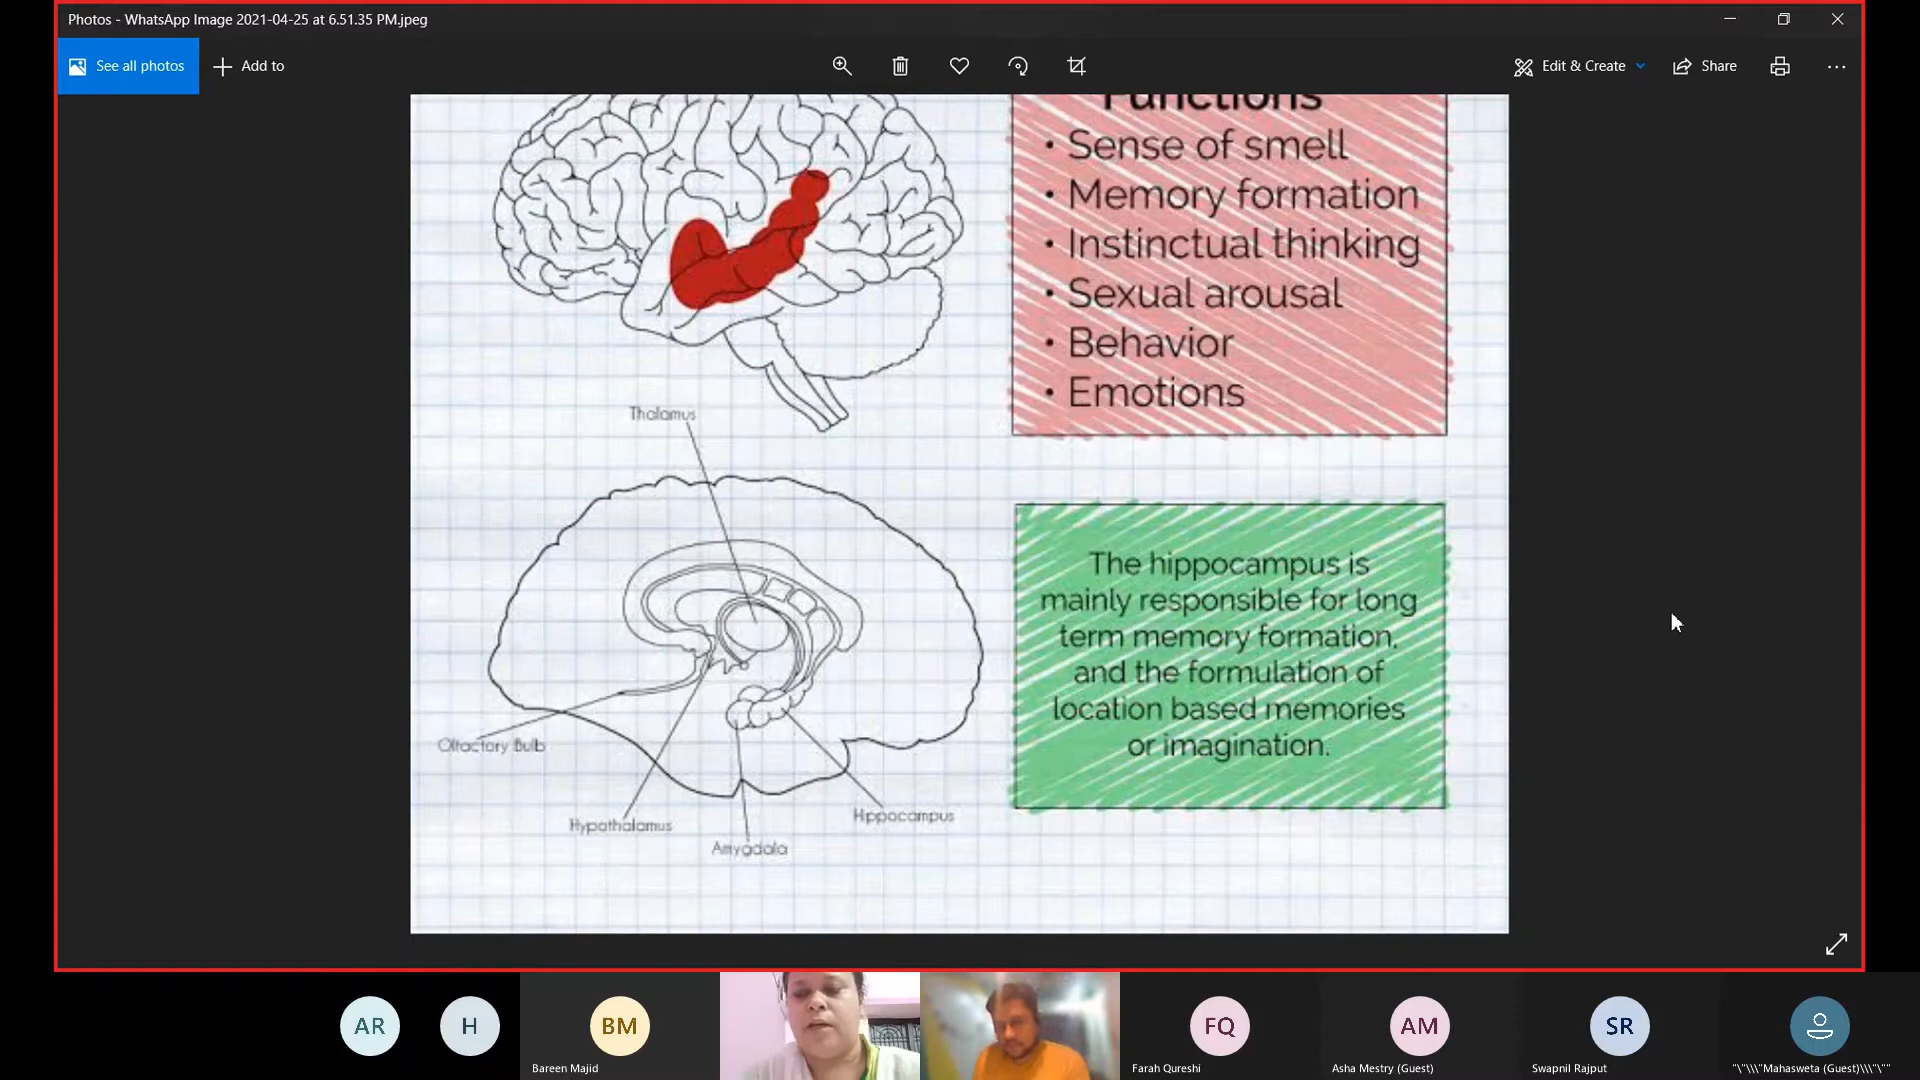 Photos - WhatsApp Image 2021-04-25 at 6.51.35 PM.jpeg
See all photos
Add to
Edit & Create
Share
Functions
• Sense of smell
• Memory formation
• Instinctual thinking
• Sexual arousal
• Behavior
• Emotions
Thalamus
The hippocampus is
mainly responsible for long
term memory formation,
and the formulation of
location based memories
or imagination.
Olfactory Bulb
Hypothalamus
Hippocampus
Amygdala
AR
H
BM
Bareen Majid
FQ
Farah Qureshi
AM
Asha Mestry (Guest)
SR
Swapnil Rajput
"\"\\\"Mahasweta (Guest)\\\"\""